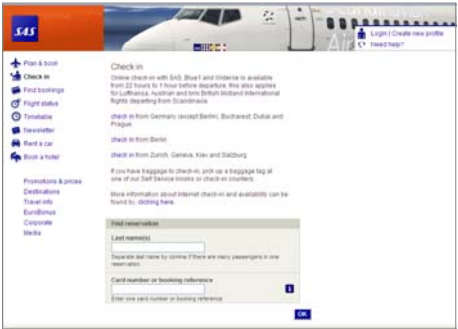 SAS
Login | Create new profile
Need help?
Plan & book
Check in
Find bookings
Flight status
Timetable
Newsletter
Rent a car
Book a hotel
Promotions & prices
Destinations
Travel info
EuroBonus
Corporate
Media
Check in
Online check-in with SAS, Blue1 and Wideroe is available
from 22 hours to 1 hour before departure, this also applies
for Lufthansa, Austrian and bmi British Midland International
flights departing from Scandinavia.
check in from Germany (except Berlin), Bucharest, Dubai and
Prague
check in from Berlin
check in from Zurich, Geneva, Kiev and Salzburg
If you have baggage to check-in, pick up a baggage tag at
one of our Self Service kiosks or check-in counters.
More information about Internet check-in and availability can be
found by, clicking here.
Find reservation
Last name(s)
Separate last name by comma if there are many passengers in one
reservation.
Card number or booking reference
Enter one card number or booking reference
OK